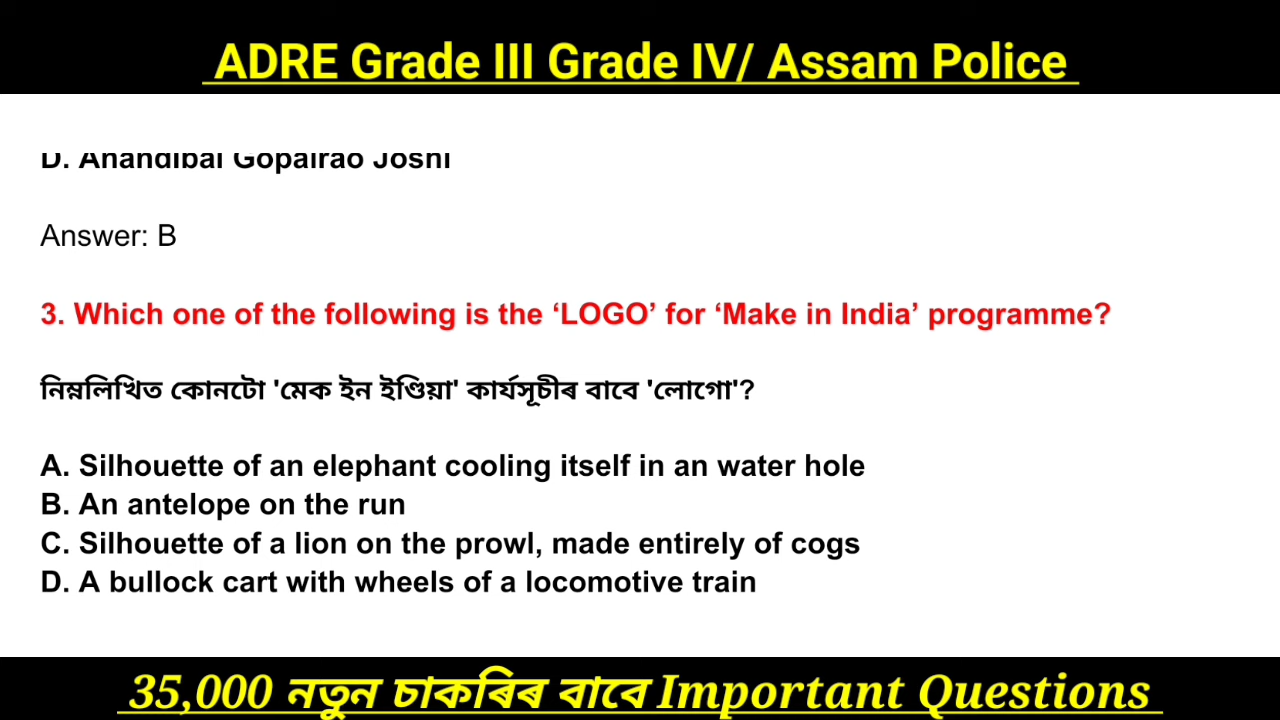 ADRE Grade III Grade IV/ Assam Police
D. Anandibai Gopalrao Joshi
Answer: B
3. Which one of the following is the ‘LOGO’ for ‘Make in India’ programme?
নিম্নলিখিত কোনটো 'মেক ইন ইণ্ডিয়া' কাৰ্যসূচীৰ বাবে 'লোগো'?
A. Silhouette of an elephant cooling itself in an water hole
B. An antelope on the run
C. Silhouette of a lion on the prowl, made entirely of cogs
D. A bullock cart with wheels of a locomotive train
35,000 নতুন চাকৰিৰ বাবে Important Questions